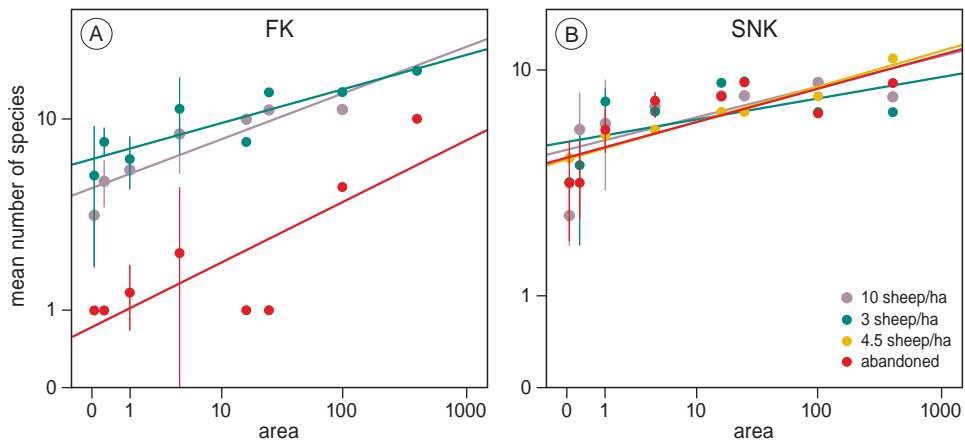 A
FK
mean number of species
10
1
0
0
1
10
100
1000
area
B
SNK
10
1
0
10 sheep/ha
3 sheep/ha
4.5 sheep/ha
abandoned
0
1
10
100
1000
area